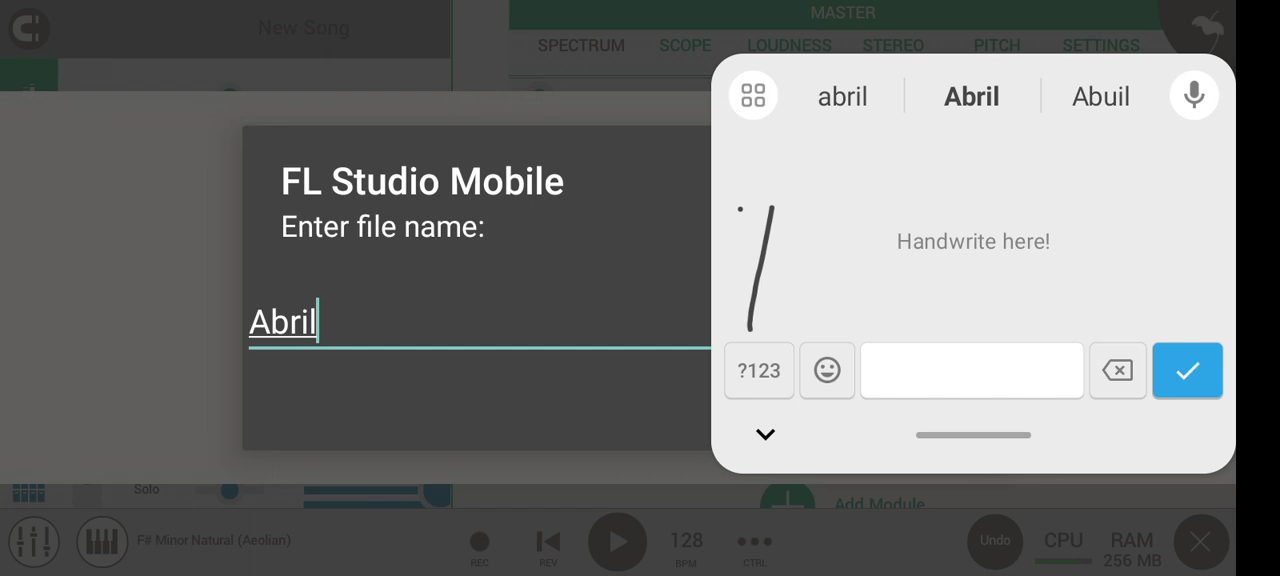 New Song
MASTER
SPECTRUM SCOPE LOUDNESS STEREO PITCH SETTINGS
abril Abril Abuil
FL Studio Mobile
Enter file name:
Handwrite here!
Abril
?123
Solo
Add Module
F# Minor Natural (Aeolian)
REC
REV
128
BPM
CTRL
Undo
CPU
RAM
256 MB